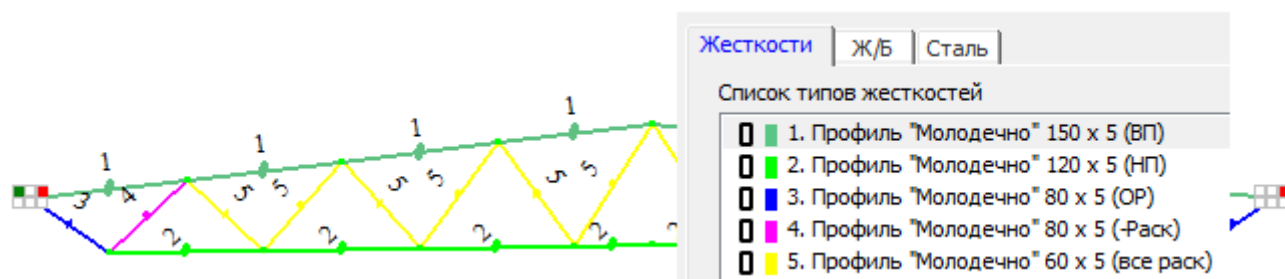 Жесткости Ж/Б Сталь
Список типов жесткостей
1. Профиль "Молодечно" 150 x 5 (ВП)
2. Профиль "Молодечно" 120 x 5 (НП)
3. Профиль "Молодечно" 80 x 5 (ОР)
4. Профиль "Молодечно" 80 x 5 (-Раск)
5. Профиль "Молодечно" 60 x 5 (все раск)
1 1 1 1
3 4 5 5 5 5 5 5
2 2 2 2